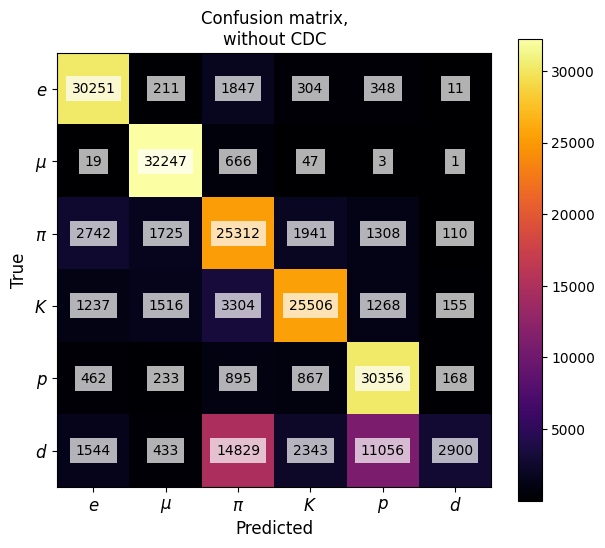 Confusion matrix,
without CDC
e 30251 211 1847 304 348 11
μ 19 32247 666 47 3 1
π 2742 1725 25312 1941 1308 110
K 1237 1516 3304 25506 1268 155
p 462 233 895 867 30356 168
d 1544 433 14829 2343 11056 2900
e μ π K p d
True
Predicted
30000
25000
20000
15000
10000
5000